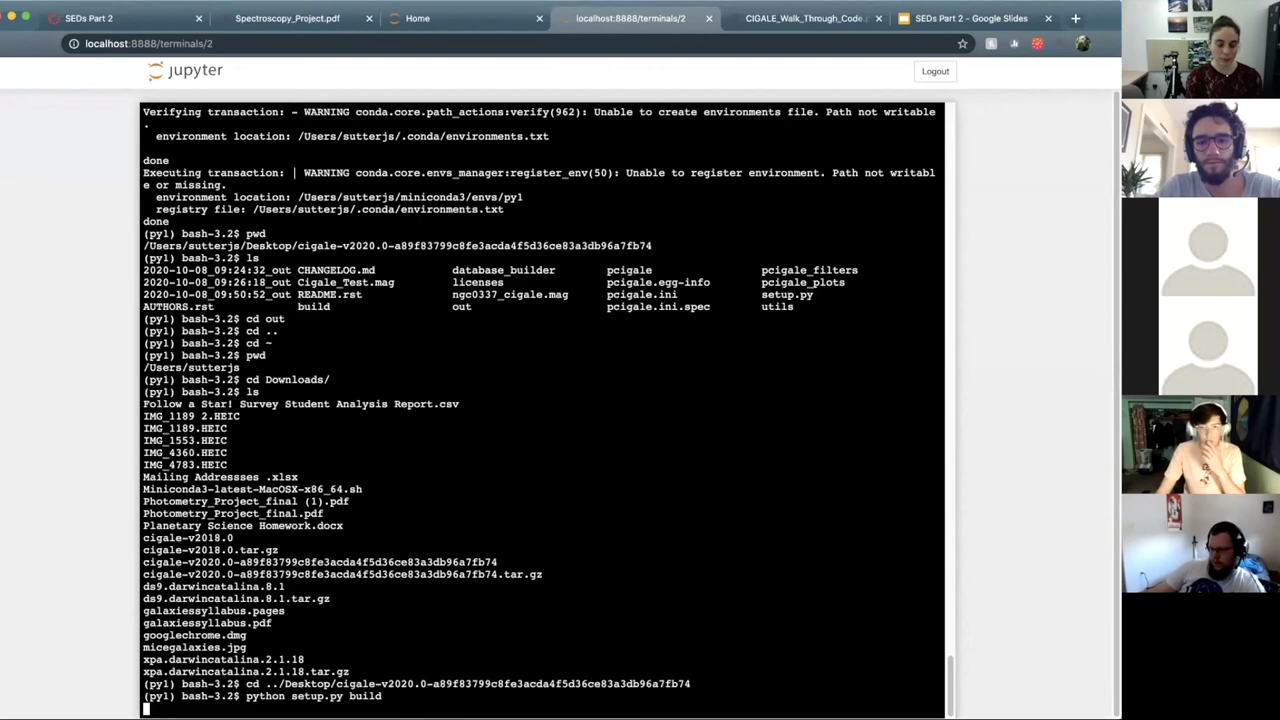 SEDs Part 2
Spectroscopy_Project.pdf
Home
localhost:8888/terminals/2
CIGALE_Walk_Through_Code.
SEDs Part 2 - Google Slides
localhost:8888/terminals/2
jupyter
Logout
Verifying transaction: - WARNING conda.core.path_actions:verify(962): Unable to create environments file. Path not writable
.
environment location: /Users/sutterjs/.conda/environments.txt
done
Executing transaction: | WARNING conda.core.envs_manager:register_env(50): Unable to register environment. Path not writabl
e or missing.
environment location: /Users/sutterjs/miniconda3/envs/py1
registry file: /Users/sutterjs/.conda/environments.txt
done
(py1) bash-3.2$ pwd
/Users/sutterjs/Desktop/cigale-v2020.0-a89f83799c8fe3acda4f5d36ce83a3db96a7fb74
(py1) bash-3.2$ ls
2020-10-08_09:24:32_out CHANGELOG.md database_builder pcigale pcigale_filters
2020-10-08_09:26:18_out Cigale_Test.mag licenses pcigale.egg-info pcigale_plots
2020-10-08_09:50:52_out README.rst ngc0337_cigale.mag pcigale.ini setup.py
AUTHORS.rst build out pcigale.ini.spec utils
(py1) bash-3.2$ cd out
(py1) bash-3.2$ cd ..
(py1) bash-3.2$ cd ~
(py1) bash-3.2$ pwd
/Users/sutterjs
(py1) bash-3.2$ cd Downloads/
(py1) bash-3.2$ ls
Follow a Star! Survey Student Analysis Report.csv
IMG_1189 2.HEIC
IMG_1189.HEIC
IMG_1553.HEIC
IMG_4360.HEIC
IMG_4783.HEIC
Mailing Addressses .xlsx
Miniconda3-latest-MacOSX-x86_64.sh
Photometry_Project_final (1).pdf
Photometry_Project_final.pdf
Planetary Science Homework.docx
cigale-v2018.0
cigale-v2018.0.tar.gz
cigale-v2020.0-a89f83799c8fe3acda4f5d36ce83a3db96a7fb74
cigale-v2020.0-a89f83799c8fe3acda4f5d36ce83a3db96a7fb74.tar.gz
ds9.darwincatalina.8.1
ds9.darwincatalina.8.1.tar.gz
galaxiessyllabus.pages
galaxiessyllabus.pdf
googlechrome.dmg
micegalaxies.jpg
xpa.darwincatalina.2.1.18
xpa.darwincatalina.2.1.18.tar.gz
(py1) bash-3.2$ cd ../Desktop/cigale-v2020.0-a89f83799c8fe3acda4f5d36ce83a3db96a7fb74
(py1) bash-3.2$ python setup.py build